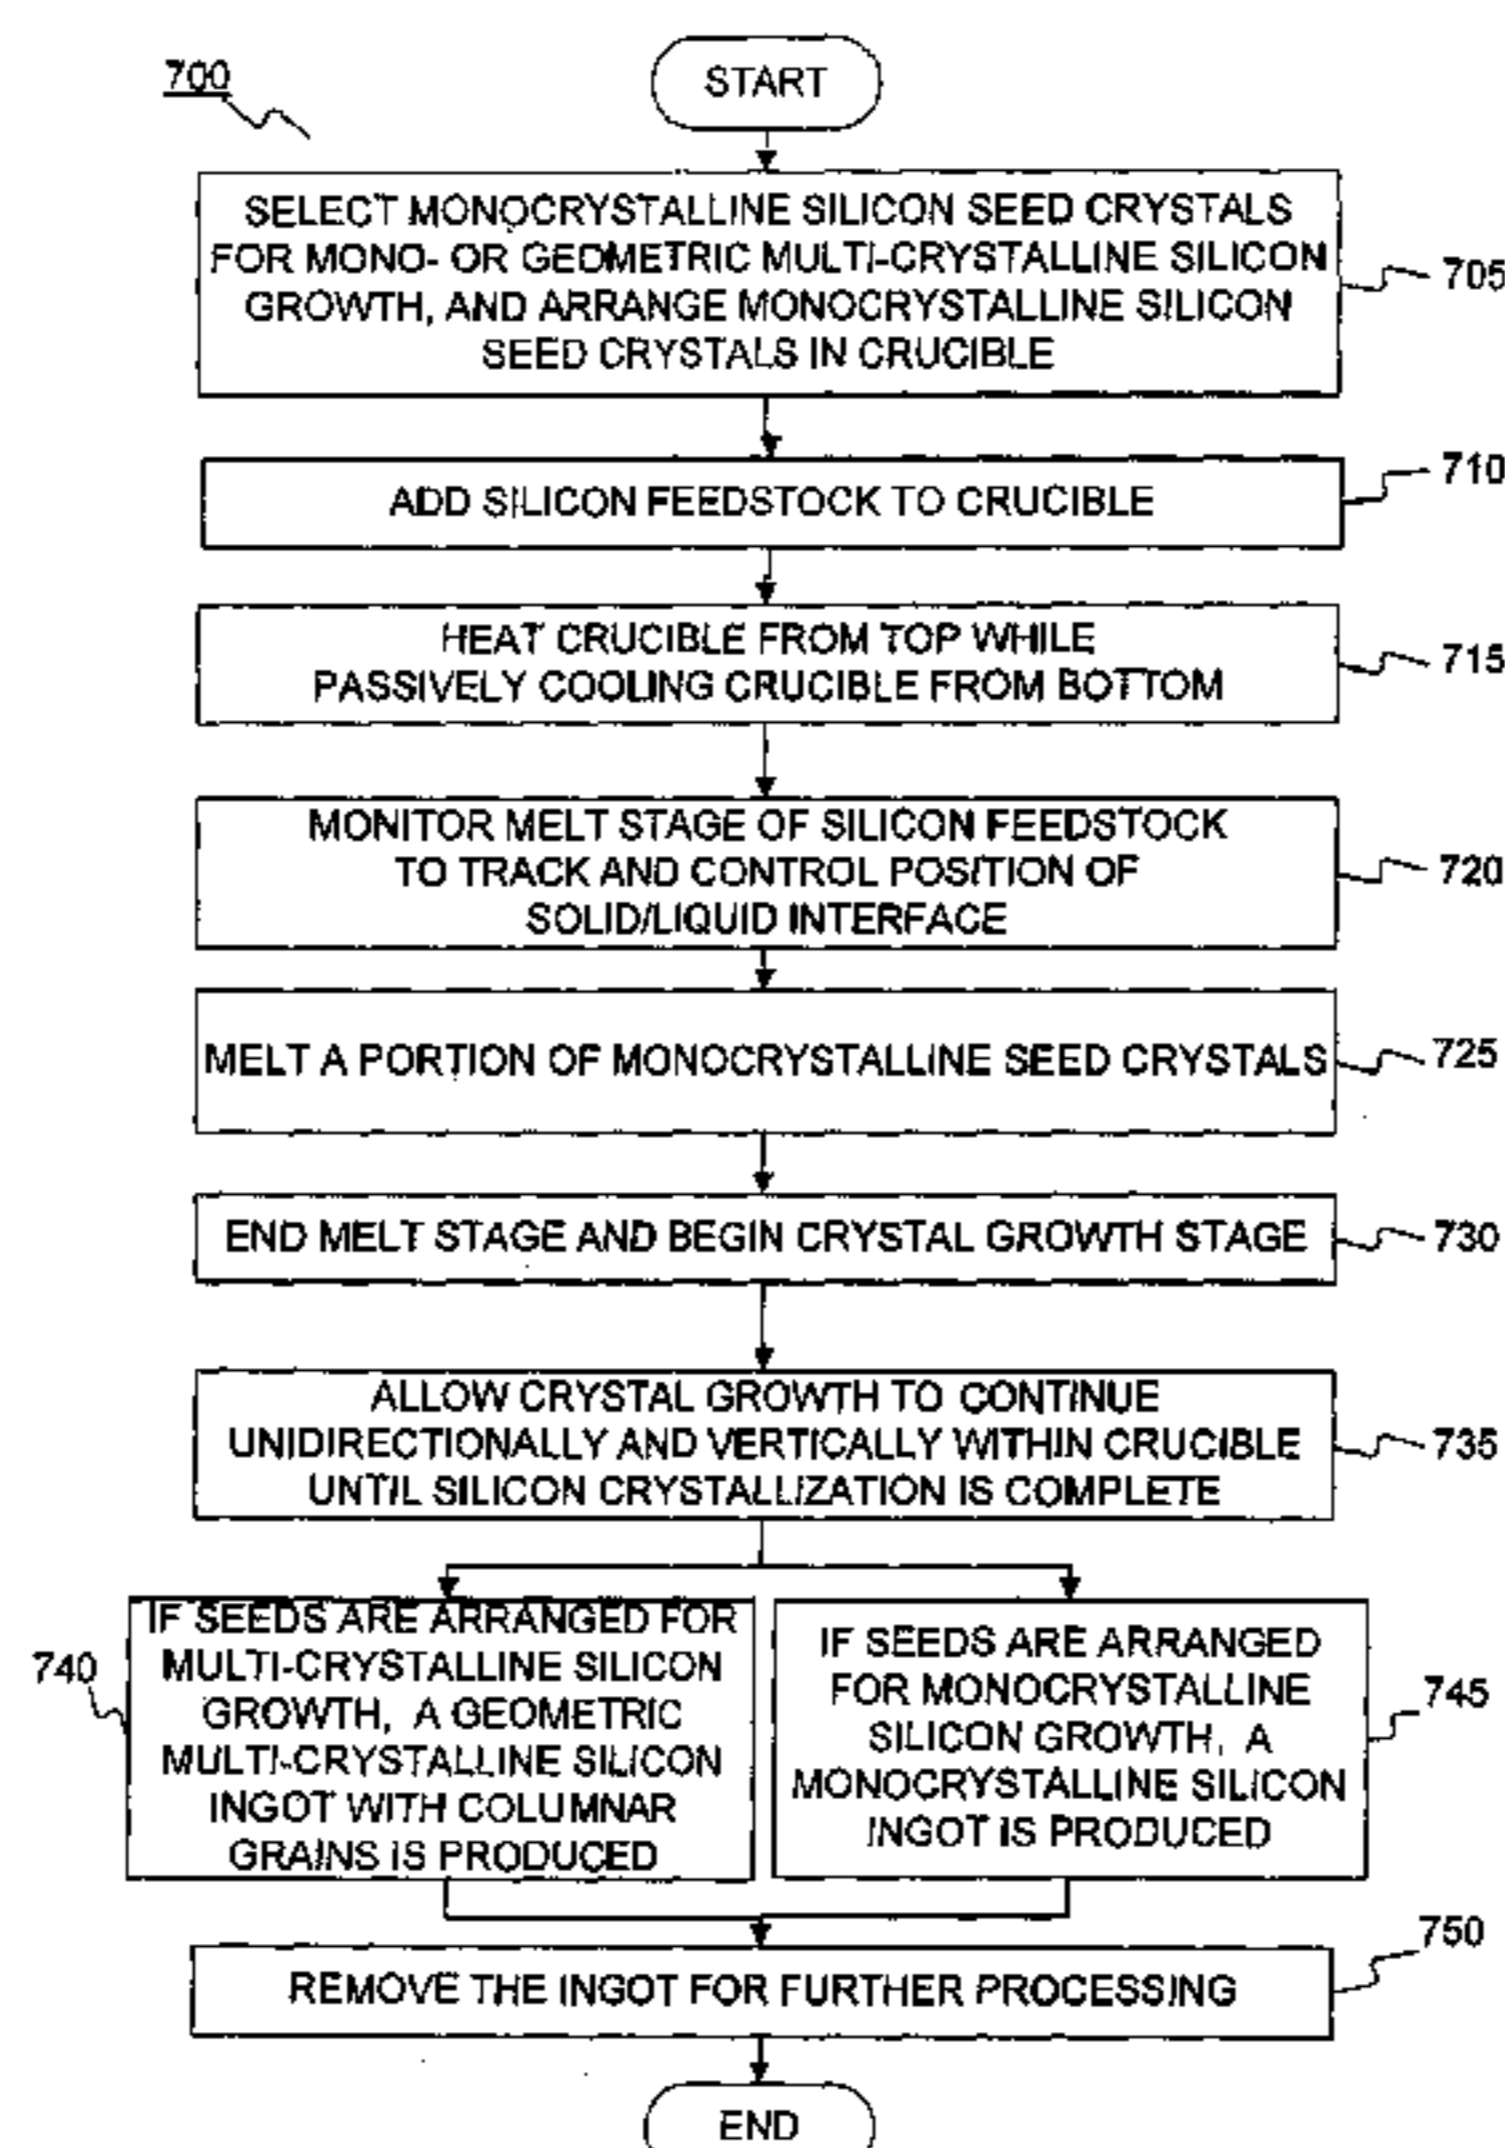 700
START
SELECT MONOCRYSTALLINE SILICON SEED CRYSTALS
FOR MONO- OR GEOMETRIC MULTI-CRYSTALLINE SILICON
GROWTH, AND ARRANGE MONOCRYSTALLINE SILICON
SEED CRYSTALS IN CRUCIBLE
705
ADD SILICON FEEDSTOCK TO CRUCIBLE
710
HEAT CRUCIBLE FROM TOP WHILE
PASSIVELY COOLING CRUCIBLE FROM BOTTOM
715
MONITOR MELT STAGE OF SILICON FEEDSTOCK
TO TRACK AND CONTROL POSITION OF
SOLID/LIQUID INTERFACE
720
MELT A PORTION OF MONOCRYSTALLINE SEED CRYSTALS
725
END MELT STAGE AND BEGIN CRYSTAL GROWTH STAGE
730
ALLOW CRYSTAL GROWTH TO CONTINUE
UNIDIRECTIONALLY AND VERTICALLY WITHIN CRUCIBLE
UNTIL SILICON CRYSTALLIZATION IS COMPLETE
735
740
IF SEEDS ARE ARRANGED FOR
MULTI-CRYSTALLINE SILICON
GROWTH, A GEOMETRIC
MULTI-CRYSTALLINE SILICON
INGOT WITH COLUMNAR
GRAINS IS PRODUCED
IF SEEDS ARE ARRANGED
FOR MONOCRYSTALLINE
SILICON GROWTH, A
MONOCRYSTALLINE SILICON
INGOT IS PRODUCED
745
REMOVE THE INGOT FOR FURTHER PROCESSING
750
END